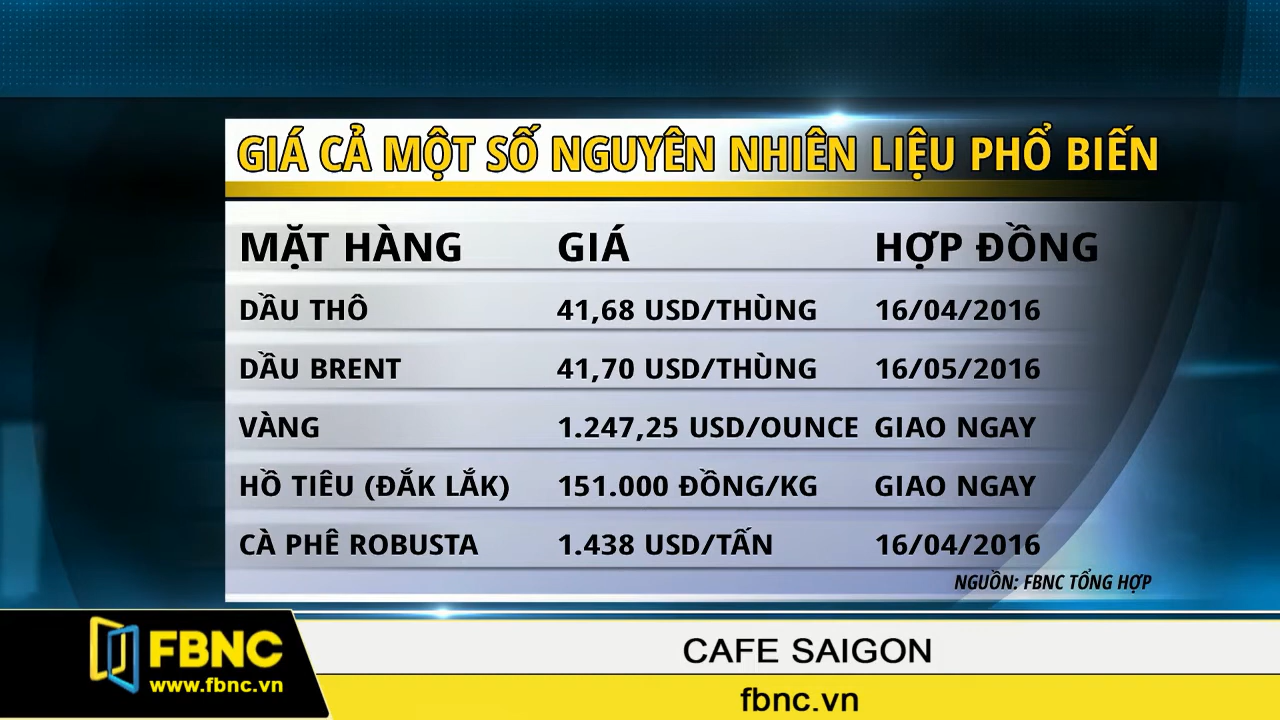 GIÁ CẢ MỘT SỐ NGUYÊN NHIÊN LIỆU PHỔ BIẾN
MẶT HÀNG GIÁ HỢP ĐỒNG
DẦU THÔ 41,68 USD/THÙNG 16/04/2016
DẦU BRENT 41,70 USD/THÙNG 16/05/2016
VÀNG 1.247,25 USD/OUNCE GIAO NGAY
HỒ TIÊU (ĐẮK LẮK) 151.000 ĐỒNG/KG GIAO NGAY
CÀ PHÊ ROBUSTA 1.438 USD/TẤN 16/04/2016
NGUỒN: FBNC TỔNG HỢP
FBNC
www.fbnc.vn
CAFE SAIGON
fbnc.vn